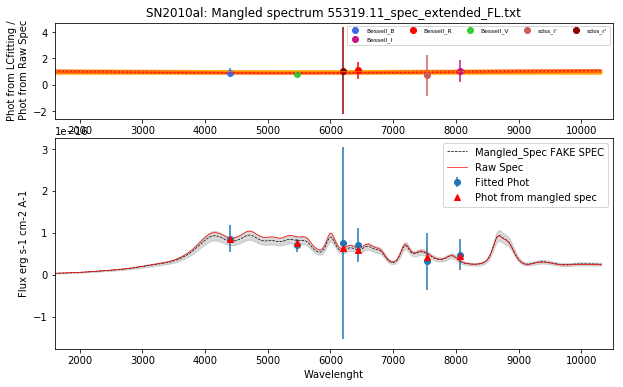 SN2010al: Mangled spectrum 55319.11_spec_extended_FL.txt
Phot from LCfitting /
Phot from Raw Spec
4
2
0
−2
Bessell_B
Bessell_R
Bessell_V
sdss_i'
sdss_r'
Bessell_I
2000 3000 4000 5000 6000 7000 8000 9000 10000
1e−16
Flux erg s-1 cm-2 A-1
3
2
1
0
−1
Mangled_Spec FAKE SPEC
Raw Spec
Fitted Phot
Phot from mangled spec
2000 3000 4000 5000 6000 7000 8000 9000 10000
Wavelenght